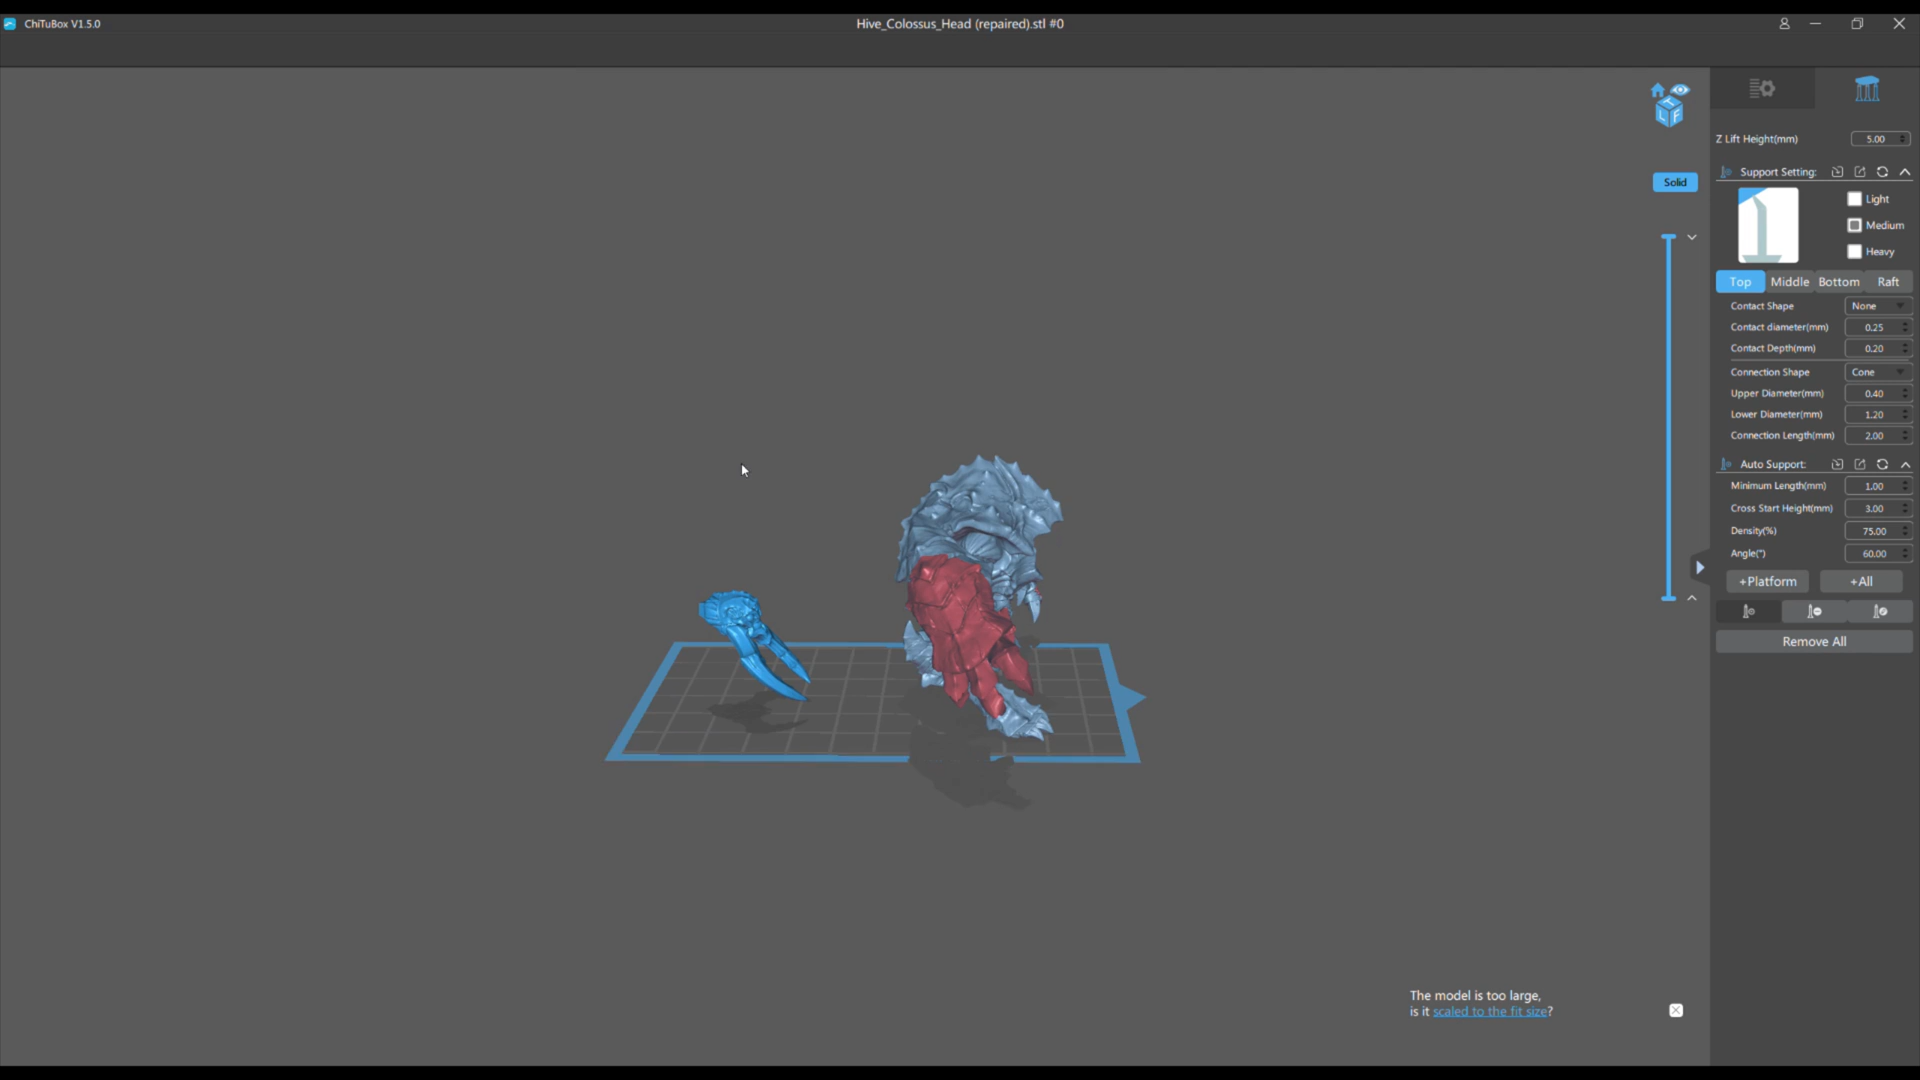 ChiTuBox V1.5.0
Hive_Colossus_Head (repaired).stl #0
Z Lift Height(mm) 5.00
Support Setting:
Light
Medium
Heavy
Top Middle Bottom Raft
Contact Shape None
Contact diameter(mm) 0.25
Contact Depth(mm) 0.20
Connection Shape Cone
Upper Diameter(mm) 0.40
Lower Diameter(mm) 1.20
Connection Length(mm) 2.00
Auto Support:
Minimum Length(mm) 1.00
Cross Start Height(mm) 3.00
Density(%) 75.00
Angle(°) 60.00
+Platform +All
Remove All
Solid
T
L F
The model is too large,
is it scaled to the fit size?